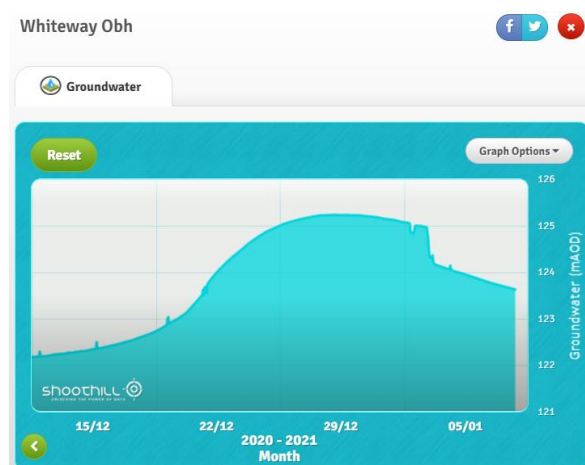 Whiteway Obh
Groundwater
Reset
Graph Options
126
125
124
123
122
121
Groundwater (mAOD)
shoothill
UNLOCKING THE POWER OF DATA
15/12
22/12
29/12
05/01
2020 - 2021
Month